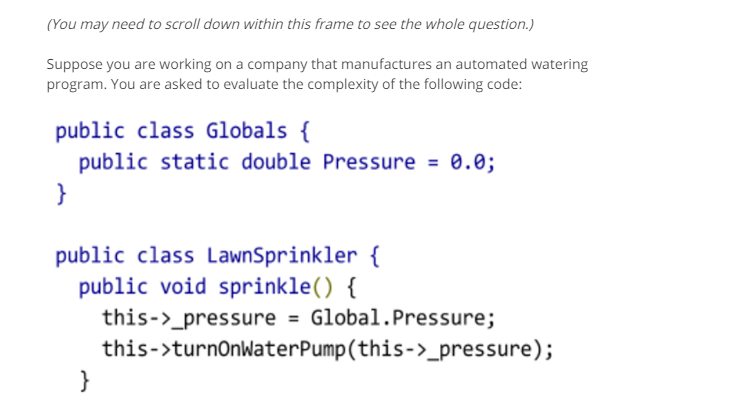 (You may need to scroll down within this frame to see the whole question.)
Suppose you are working on a company that manufactures an automated watering
program. You are asked to evaluate the complexity of the following code:
public class Globals {
public static double Pressure = 0.0;
}
public class LawnSprinkler {
public void sprinkle() {
this->_pressure = Global.Pressure;
this->turnOnWaterPump(this->_pressure);
}